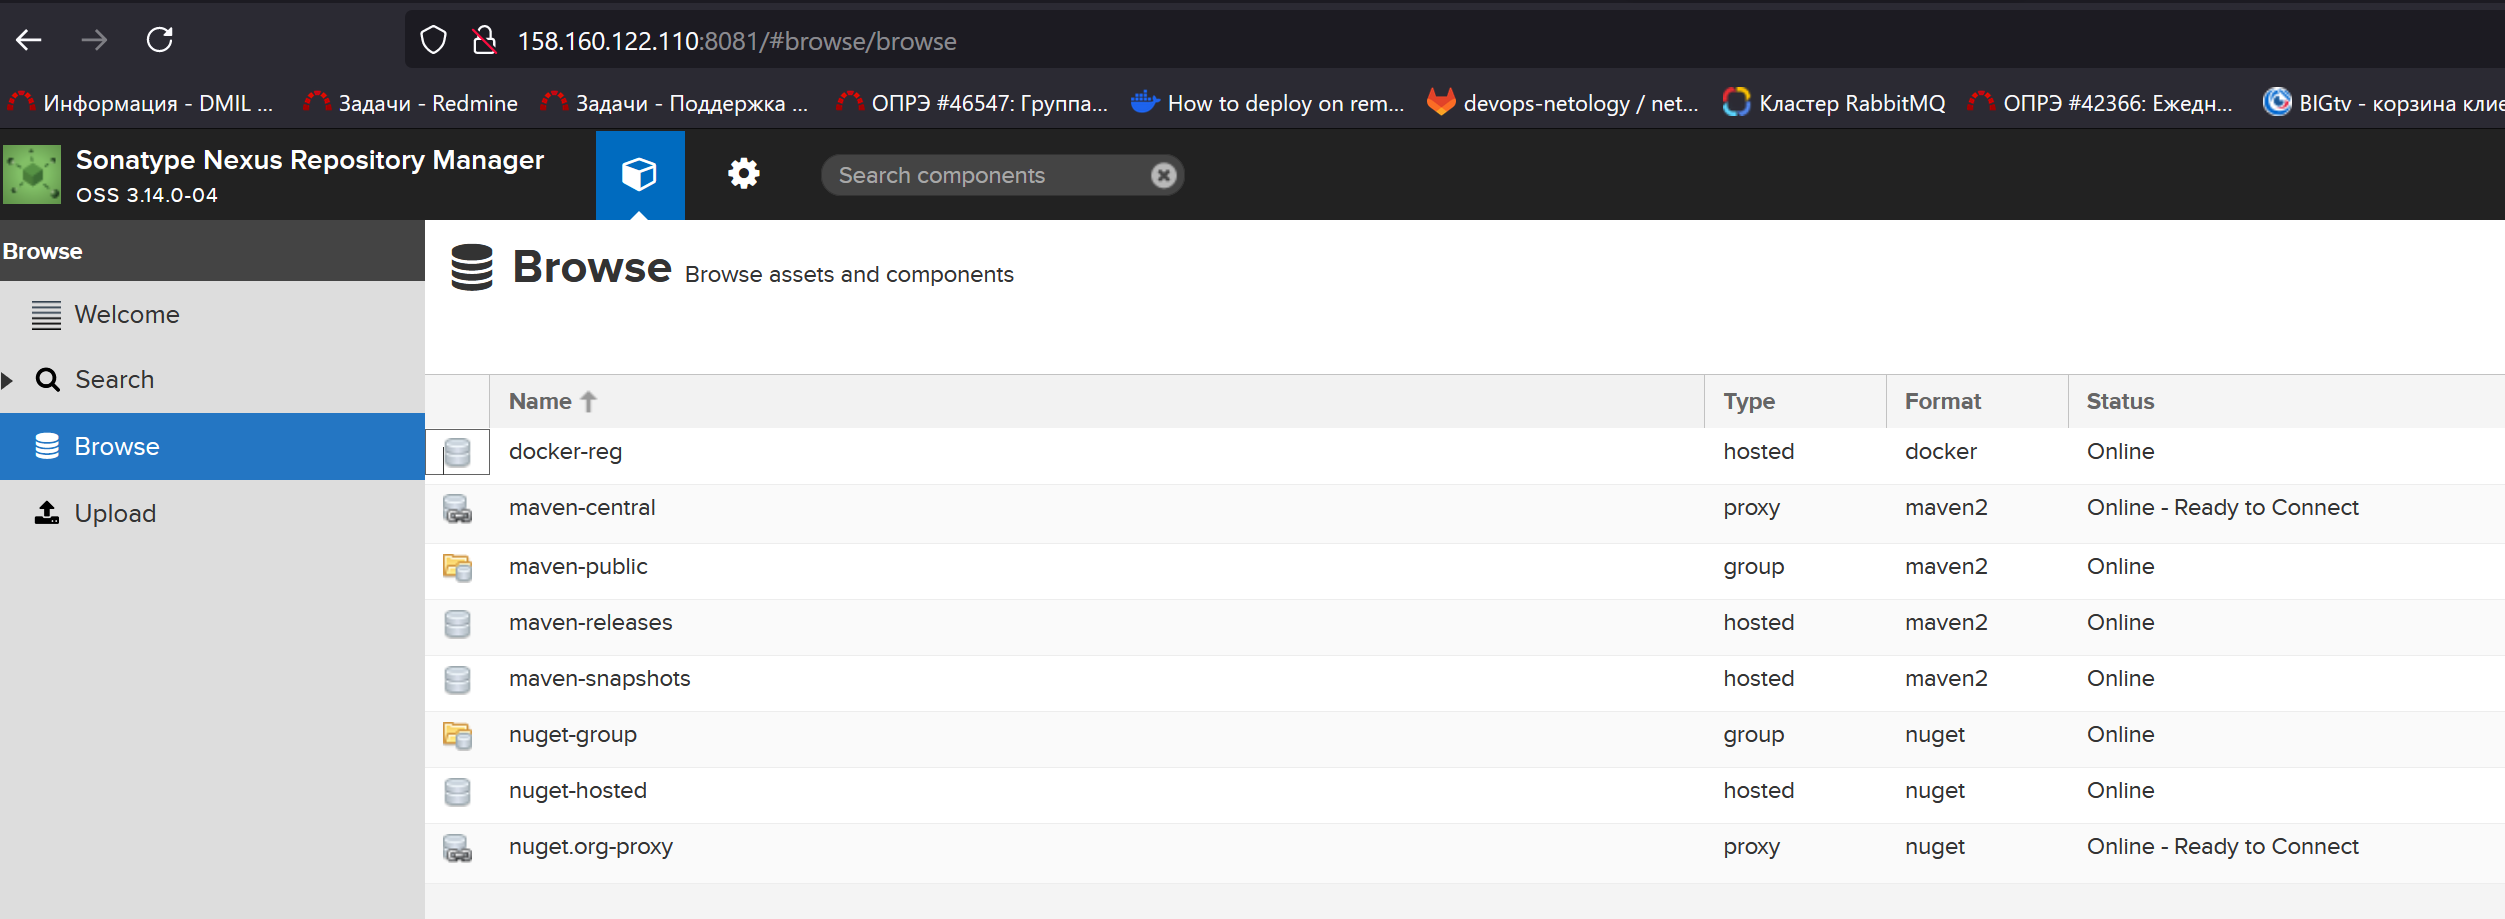 158.160.122.110:8081/#browse/browse
Информация - DMIL ... Задачи - Redmine Задачи - Поддержка ... ОПРЭ #46547: Группа... How to deploy on rem... devops-netology / net... Кластер RabbitMQ ОПРЭ #42366: Ежедн... BIGtv - корзина клие
Sonatype Nexus Repository Manager
OSS 3.14.0-04
Search components
Browse
Welcome
Search
Browse
Upload
Browse Browse assets and components
Name Type Format Status
docker-reg hosted docker Online
maven-central proxy maven2 Online - Ready to Connect
maven-public group maven2 Online
maven-releases hosted maven2 Online
maven-snapshots hosted maven2 Online
nuget-group group nuget Online
nuget-hosted hosted nuget Online
nuget.org-proxy proxy nuget Online - Ready to Connect